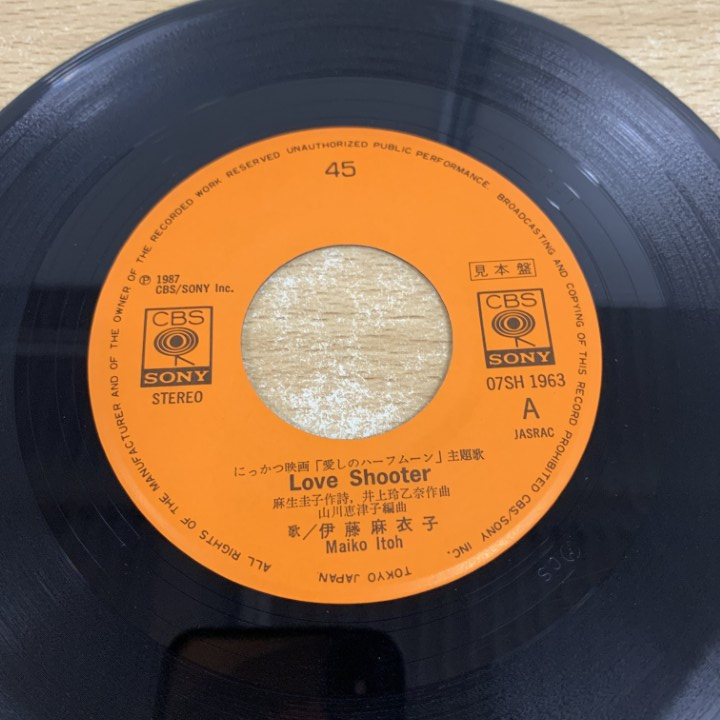 ALL RIGHTS OF THE MANUFACTURER AND OF THE OWNER OF THE RECORDED WORK RESERVED UNAUTHORIZED PUBLIC PERFORMANCE. BROADCASTING AND COPYING OF THIS RECORD PROHIBITED CBS/SONY INC. TOKYO JAPAN
45
℗ 1987
CBS/SONY Inc.
見本盤
CBS
SONY
CBS
SONY
STEREO
07SH 1963
A
JASRAC
にっかつ映画「愛しのハーフムーン」主題歌
Love Shooter
麻生圭子作詩, 井上玲乙奈作曲
山川恵津子編曲
歌/伊藤麻衣子
Maiko Itoh